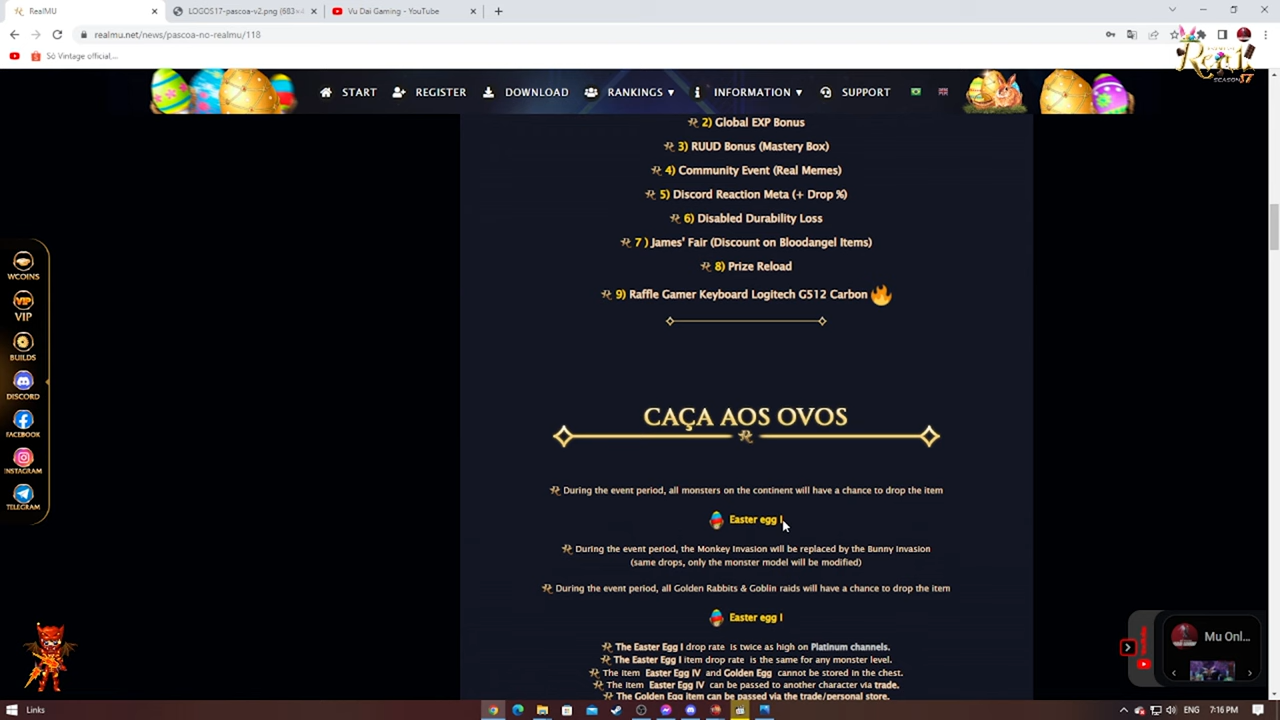 RealMU
LOGOS17-pascoa-v2.png (683×4
Vu Dai Gaming - YouTube
realmu.net/news/pascoa-no-realmu/118
Só Vintage official,...
Real
SEASON 17
START
REGISTER
DOWNLOAD
RANKINGS ▾
INFORMATION ▾
SUPPORT
2) Global EXP Bonus
3) RUUD Bonus (Mastery Box)
4) Community Event (Real Memes)
5) Discord Reaction Meta (+ Drop %)
6) Disabled Durability Loss
7 ) James' Fair (Discount on Bloodangel Items)
8) Prize Reload
9) Raffle Gamer Keyboard Logitech G512 Carbon
WCOINS
VIP
VIP
BUILDS
DISCORD
FACEBOOK
INSTAGRAM
TELEGRAM
CAÇA AOS OVOS
During the event period, all monsters on the continent will have a chance to drop the item
Easter egg I
During the event period, the Monkey Invasion will be replaced by the Bunny Invasion
(same drops, only the monster model will be modified)
During the event period, all Golden Rabbits & Goblin raids will have a chance to drop the item
Easter egg I
The Easter Egg I drop rate is twice as high on Platinum channels.
The Easter Egg I item drop rate is the same for any monster level.
The item Easter Egg IV and Golden Egg cannot be stored in the chest.
The item Easter Egg IV can be passed to another character via trade.
The Golden Egg item can be passed via the trade/personal store.
Youtube
Mu Onl...
Links
ENG
7:16 PM